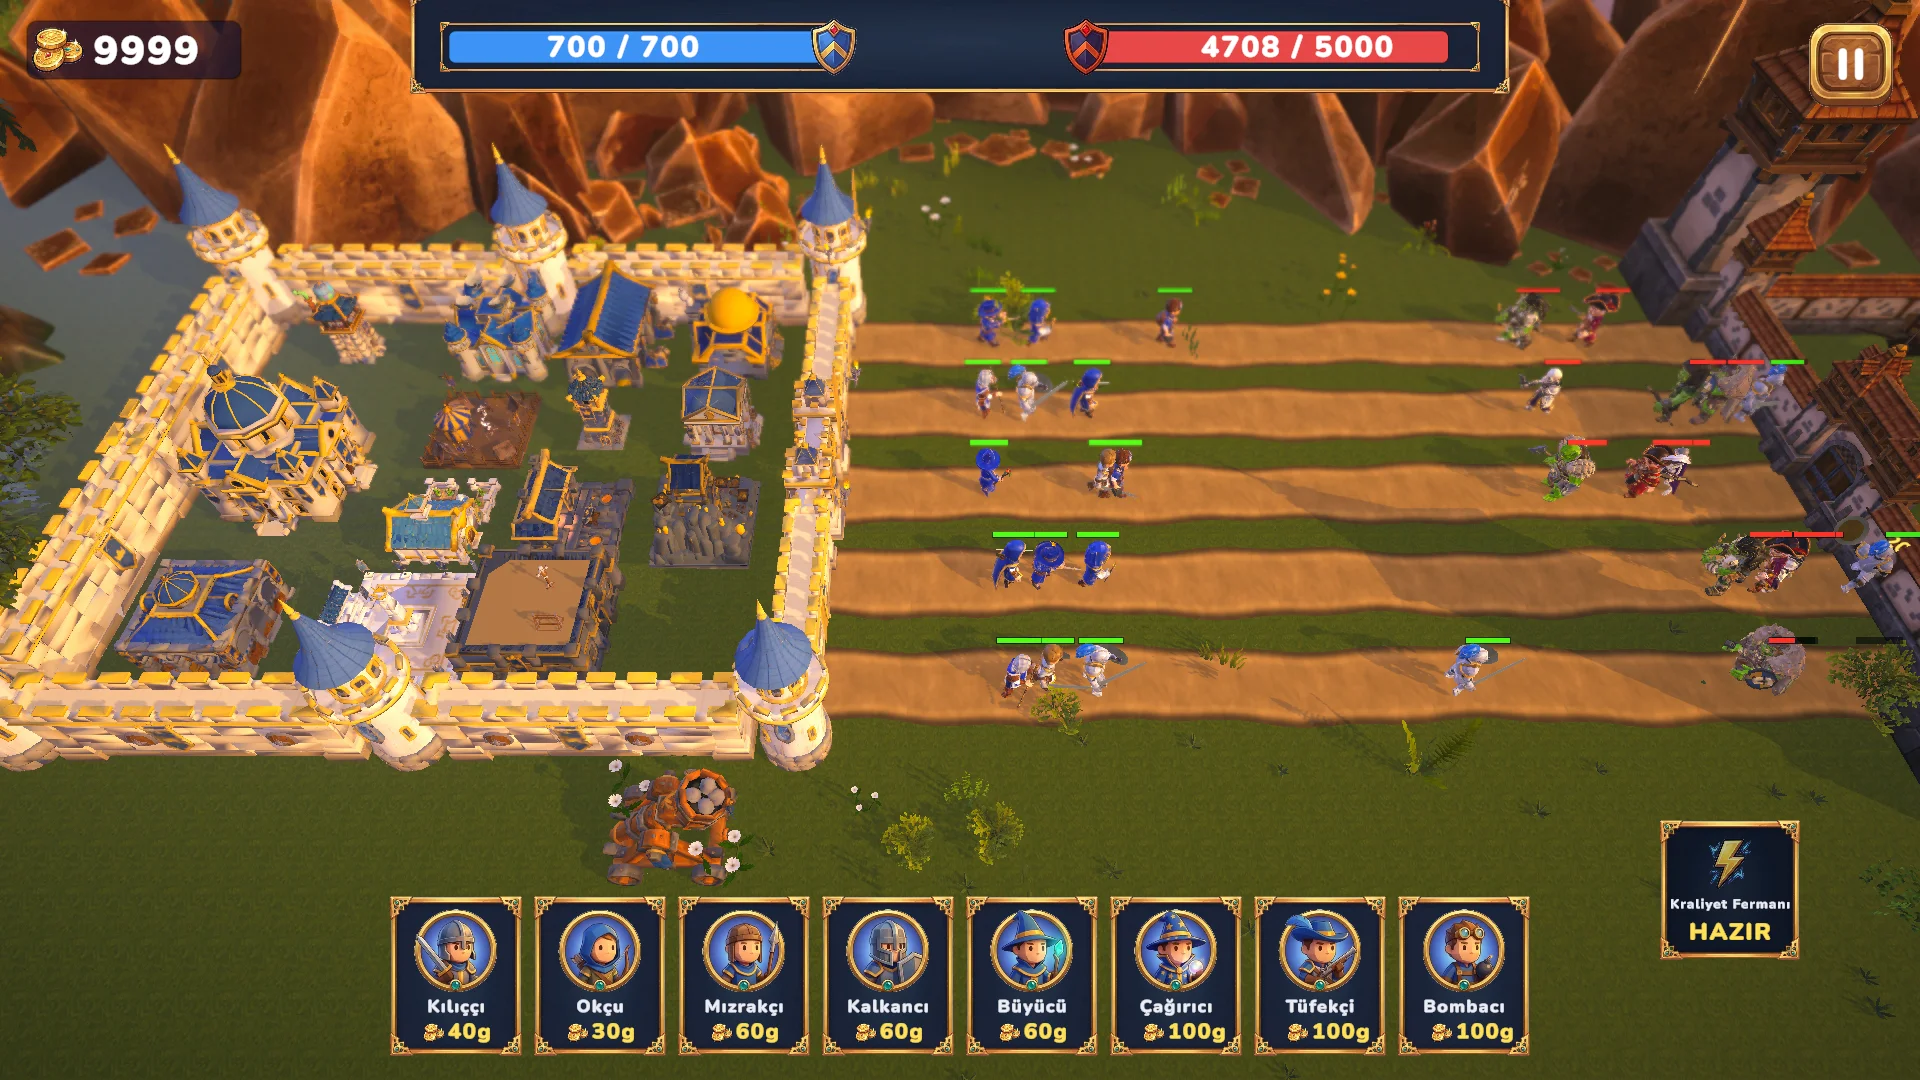 9999
700 / 700
4708 / 5000
Kraliyet Fermanı
HAZIR
Kılıççı
40g
Okçu
30g
Mızrakçı
60g
Kalkancı
60g
Büyücü
60g
Çağırıcı
100g
Tüfekçi
100g
Bombacı
100g